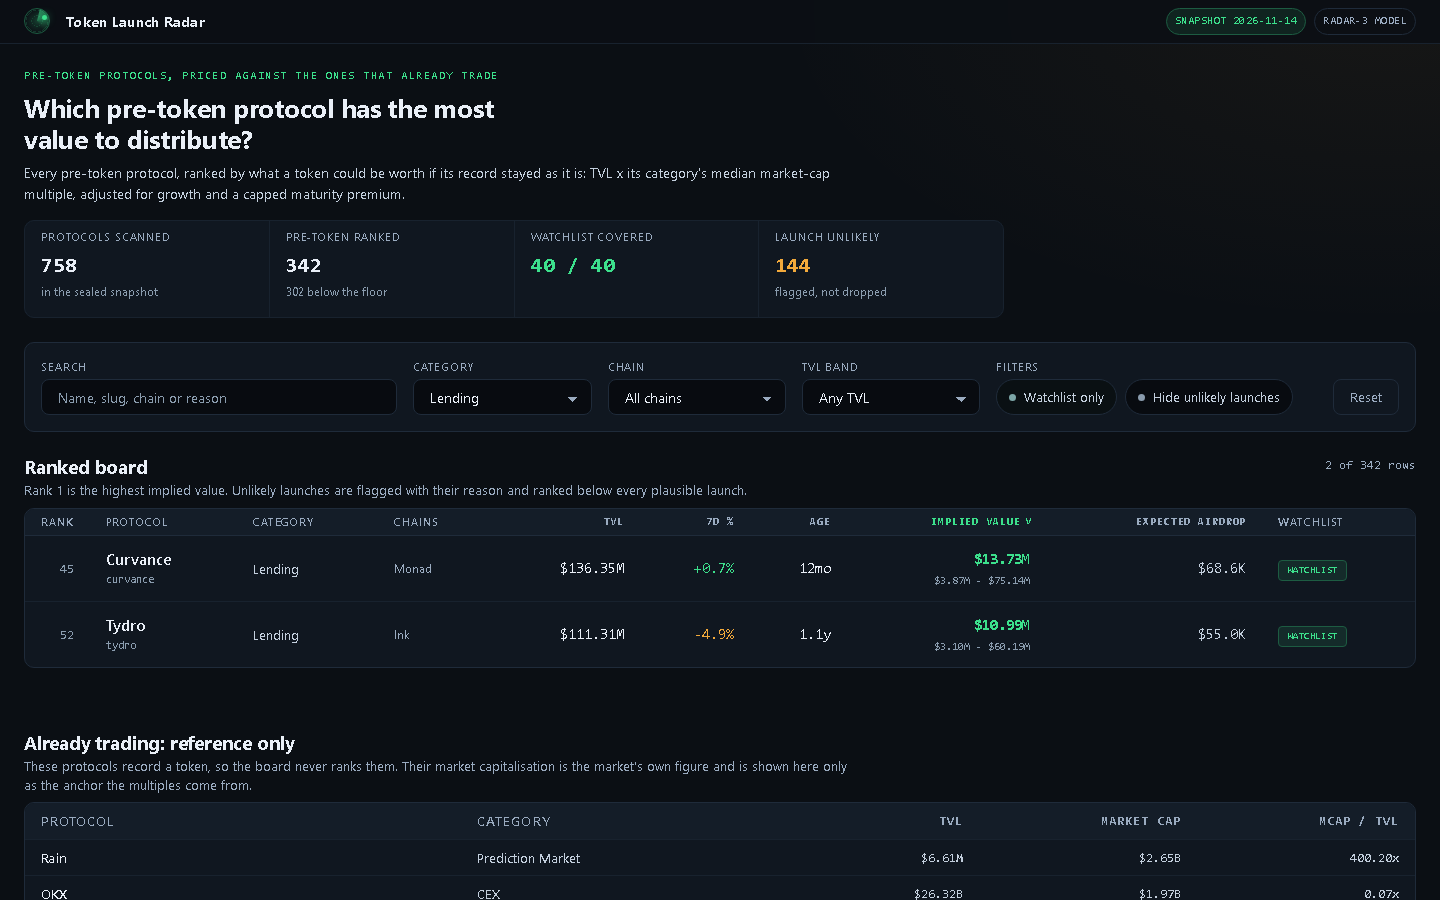 Token Launch Radar
SNAPSHOT 2026-11-14
RADAR-3 MODEL
PRE-TOKEN PROTOCOLS, PRICED AGAINST THE ONES THAT ALREADY TRADE
Which pre-token protocol has the most
value to distribute?
Every pre-token protocol, ranked by what a token could be worth if its record stayed as it is: TVL x its category's median market-cap
multiple, adjusted for growth and a capped maturity premium.
PROTOCOLS SCANNED
758
in the sealed snapshot
PRE-TOKEN RANKED
342
302 below the floor
WATCHLIST COVERED
40 / 40
LAUNCH UNLIKELY
144
flagged, not dropped
SEARCH
Name, slug, chain or reason
CATEGORY
Lending
CHAIN
All chains
TVL BAND
Any TVL
FILTERS
Watchlist only
Hide unlikely launches
Reset
Ranked board
2 of 342 rows
Rank 1 is the highest implied value. Unlikely launches are flagged with their reason and ranked below every plausible launch.
RANK PROTOCOL CATEGORY CHAINS TVL 7D % AGE IMPLIED VALUE EXPECTED AIRDROP WATCHLIST
45 Curvance Lending Monad $136.35M +0.7% 12mo $13.73M $68.6K WATCHLIST
curvance $3.87M - $75.14M
52 Tydro Lending Ink $111.31M -4.9% 1.1y $10.99M $55.0K WATCHLIST
tydro $3.10M - $60.19M
Already trading: reference only
These protocols record a token, so the board never ranks them. Their market capitalisation is the market's own figure and is shown here only
as the anchor the multiples come from.
PROTOCOL CATEGORY TVL MARKET CAP MCAP / TVL
Rain Prediction Market $6.61M $2.65B 400.20x
OKX CEX $26.32B $1.97B 0.07x